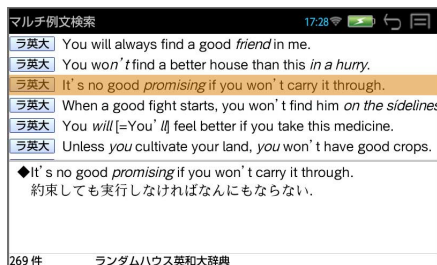 マルチ例文検索 17:28
ラ英大 You will always find a good friend in me.
ラ英大 You won't find a better house than this in a hurry.
ラ英大 It's no good promising if you won't carry it through.
ラ英大 When a good fight starts, you won't find him on the sidelines
ラ英大 You will [=You'll] feel better if you take this medicine.
ラ英大 Unless you cultivate your land, you won't have good crops.
◆It's no good promising if you won't carry it through.
約束しても実行しなければなんにもならない.
269 件 ランダムハウス英和大辞典